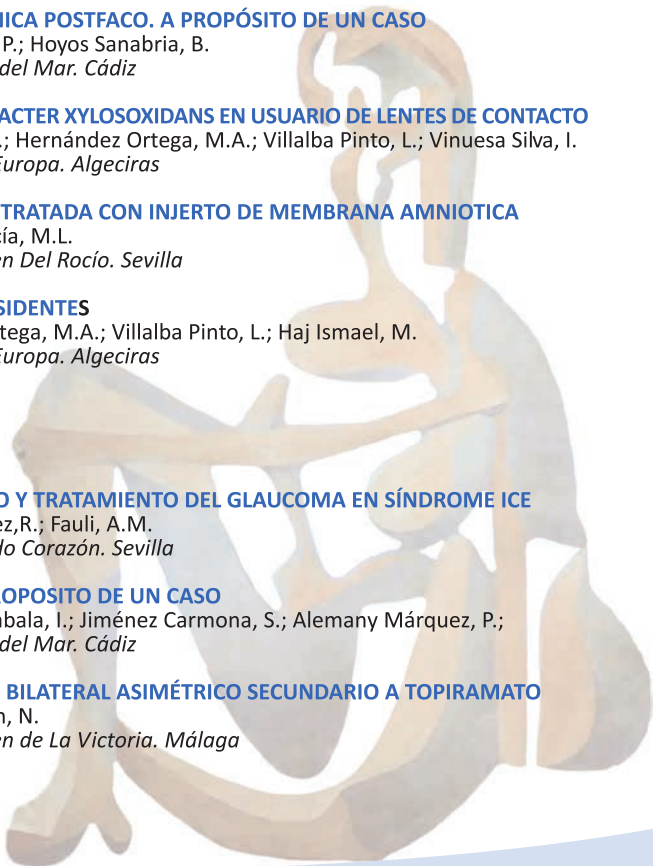 NICA POSTFACO. A PROPÓSITO DE UN CASO
P.; Hoyos Sanabria, B.
del Mar. Cádiz
ACTER XYLOSOXIDANS EN USUARIO DE LENTES DE CONTACTO
.; Hernández Ortega, M.A.; Villalba Pinto, L.; Vinuesa Silva, I.
Europa. Algeciras
TRATADA CON INJERTO DE MEMBRANA AMNIOTICA
cía, M.L.
en Del Rocío. Sevilla
SIDENTES
tega, M.A.; Villalba Pinto, L.; Haj Ismael, M.
Europa. Algeciras
O Y TRATAMIENTO DEL GLAUCOMA EN SÍNDROME ICE
ez,R.; Fauli, A.M.
do Corazón. Sevilla
ROPOSITO DE UN CASO
bala, I.; Jiménez Carmona, S.; Alemany Márquez, P.;
del Mar. Cádiz
BILATERAL ASIMÉTRICO SECUNDARIO A TOPIRAMATO
n, N.
en de La Victoria. Málaga